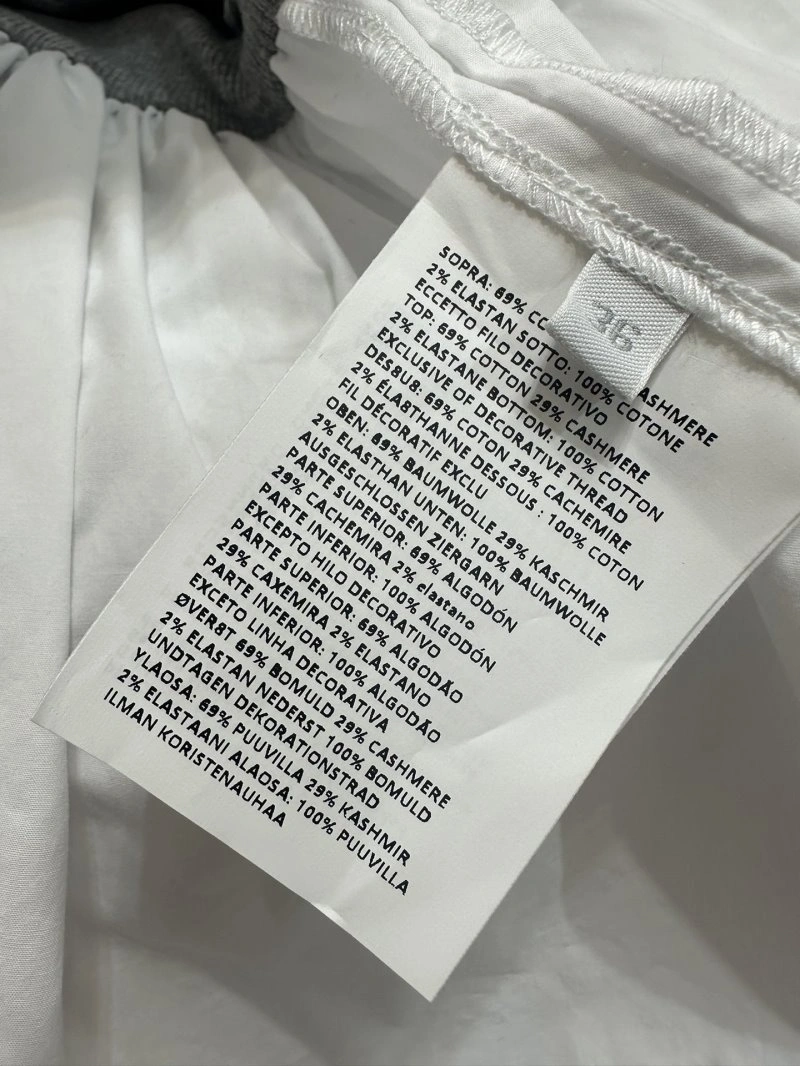 SOPRA: 69% CO ASHMERE
2% ELASTAN SOTTO: 100% COTONE
ECCETTO FILO DECORATIVO
TOP: 69% COTTON 29% CASHMERE
2% ELASTANE BOTTOM: 100% COTTON
EXCLUSIVE OF DECORATIVE THREAD
DES8U8: 69% COTON 29% CACHEMIRE
2% ÉLA8THANNE DESSOUS : 100% COTON
FIL DÉCORATIF EXCLU
OBEN: 69% BAUMWOLLE 29% KASCHMIR
2% ELASTHAN UNTEN: 100% BAUMWOLLE
AUSGESCHLOSSEN ZIERGARN
PARTE SUPERIOR: 69% ALGODÓN
29% CACHEMIRA 2% elastano
PARTE INFERIOR: 100% ALGODÓN
EXCEPTO HILO DECORATIVO
PARTE SUPERIOR: 69% ALGODÃO
29% CAXEMIRA 2% ELASTANO
PARTE INFERIOR: 100% ALGODÃO
EXCETO LINHA DECORATIVA
ØVER8T 69% BOMULD 29% CASHMERE
2% ELASTAN NEDERST 100% BOMULD
UNDTAGEN DEKORATIONSTRAD
YLAOSA: 69% PUUVILLA 29% KASHMIR
2% ELASTAANI ALAOSA: 100% PUUVILLA
ILMAN KORISTENAUHAA
36